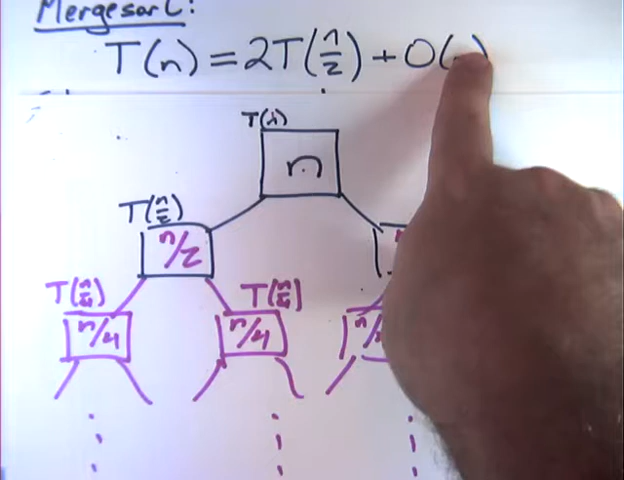 Mergesort:
T(n) = 2T(n/2) + O(
T(n)
n
T(n/2)
n/2
T(n/4) T(n/4)
n/4 n/4